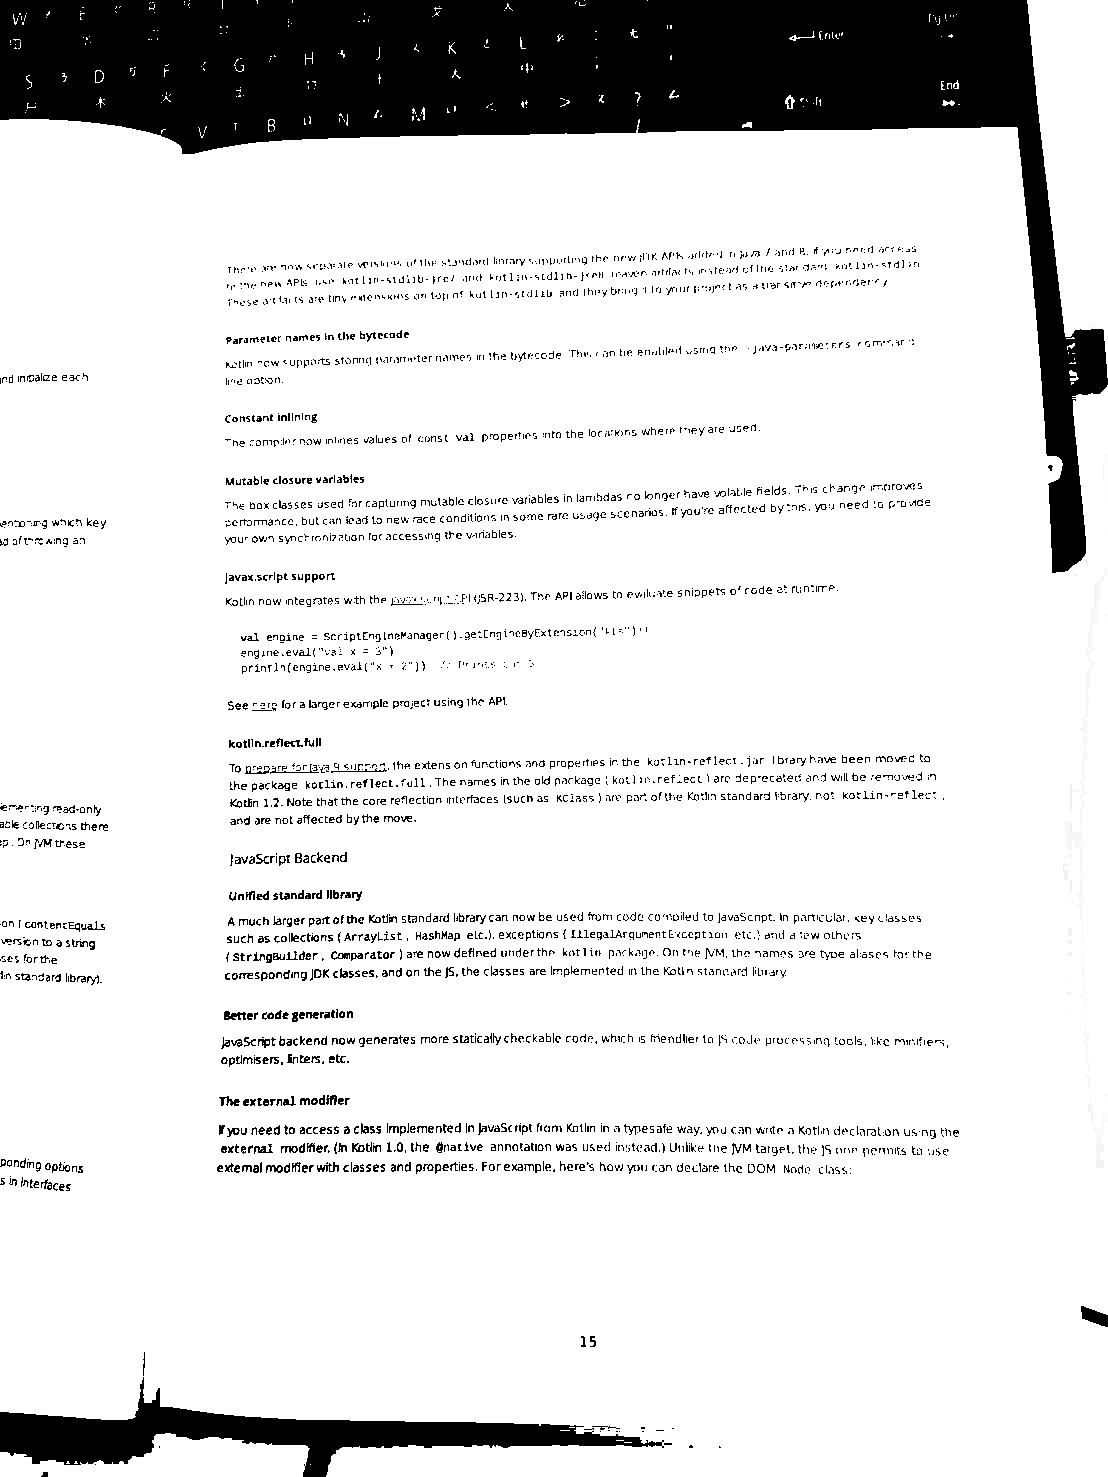 W E
S D F G H J K L
V B N M < > ?
Enter
End
nd initialize each
entioning which key
ad of throwing an
lementing read-only
able collections there
ap. On JVM these
on ( contentEquals
version to a string
ses for the
lin standard library).
ponding options
s in interfaces
There are now separate versions of the standard library supporting the new JDK APIs added in Java 7 and 8. If you need access
to the new APIs, use kotlin-stdlib-jre7 and kotlin-stdlib-jre8 maven artifacts instead of the standard kotlin-stdlib
These artifacts are tiny extensions on top of kotlin-stdlib and they bring it to your project as a transitive dependency.
Parameter names in the bytecode
Kotlin now supports storing parameter names in the bytecode. This can be enabled using the -java-parameters command
line option.
Constant inlining
The compiler now inlines values of const val properties into the locations where they are used.
Mutable closure variables
The box classes used for capturing mutable closure variables in lambdas no longer have volatile fields. This change improves
performance, but can lead to new race conditions in some rare usage scenarios. If you're affected by this, you need to provide
your own synchronization for accessing the variables.
javax.script support
Kotlin now integrates with the javax.script API (JSR-223). The API allows to evaluate snippets of code at runtime:
val engine = ScriptEngineManager().getEngineByExtension("kts")!!
engine.eval("val x = 3")
println(engine.eval("x + 2")) // Prints out 5
See here for a larger example project using the API.
kotlin.reflect.full
To prepare for Java 9 support, the extension functions and properties in the kotlin-reflect.jar library have been moved to
the package kotlin.reflect.full. The names in the old package ( kotlin.reflect ) are deprecated and will be removed in
Kotlin 1.2. Note that the core reflection interfaces (such as KClass ) are part of the Kotlin standard library, not kotlin-reflect ,
and are not affected by the move.
JavaScript Backend
Unified standard library
A much larger part of the Kotlin standard library can now be used from code compiled to JavaScript. In particular, key classes
such as collections ( ArrayList , HashMap etc.), exceptions ( IllegalArgumentException etc.) and a few others
( StringBuilder , Comparator ) are now defined under the kotlin package. On the JVM, the names are type aliases for the
corresponding JDK classes, and on the JS, the classes are implemented in the Kotlin standard library.
Better code generation
JavaScript backend now generates more statically checkable code, which is friendlier to JS code processing tools, like minifiers,
optimisers, linters, etc.
The external modifier
If you need to access a class implemented in JavaScript from Kotlin in a typesafe way, you can write a Kotlin declaration using the
external modifier. (In Kotlin 1.0, the @native annotation was used instead.) Unlike the JVM target, the JS one permits to use
external modifier with classes and properties. For example, here's how you can declare the DOM Node class:
15